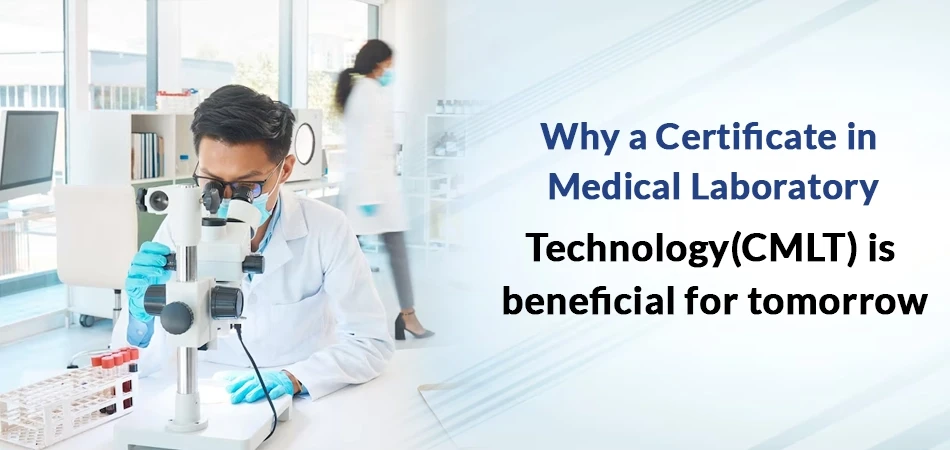 Why a Certificate in
Medical Laboratory
Technology(CMLT) is
beneficial for tomorrow